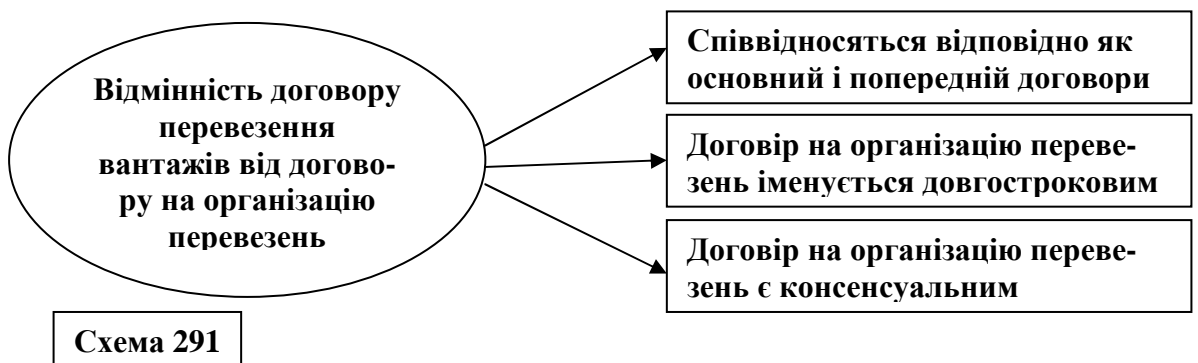 Відмінність договору
перевезення
вантажів від догово-
ру на організацію
перевезень
Співвідносяться відповідно як
основний і попередній договори
Договір на організацію переве-
зень іменується довгостроковим
Договір на організацію переве-
зень є консенсуальним
Схема 291